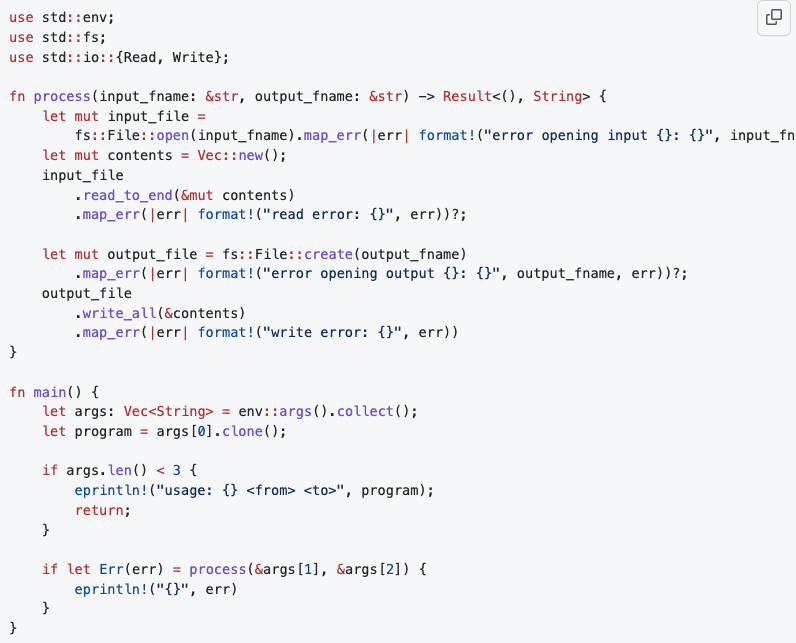 use std::env;
use std::fs;
use std::io::{Read, Write};

fn process(input_fname: &str, output_fname: &str) -> Result<(), String> {
    let mut input_file =
        fs::File::open(input_fname).map_err(|err| format!("error opening input {}: {}", input_fn
    let mut contents = Vec::new();
    input_file
        .read_to_end(&mut contents)
        .map_err(|err| format!("read error: {}", err))?;

    let mut output_file = fs::File::create(output_fname)
        .map_err(|err| format!("error opening output {}: {}", output_fname, err))?;
    output_file
        .write_all(&contents)
        .map_err(|err| format!("write error: {}", err))
}

fn main() {
    let args: Vec<String> = env::args().collect();
    let program = args[0].clone();

    if args.len() < 3 {
        eprintln!("usage: {} <from> <to>", program);
        return;
    }

    if let Err(err) = process(&args[1], &args[2]) {
        eprintln!("{}", err)
    }
}